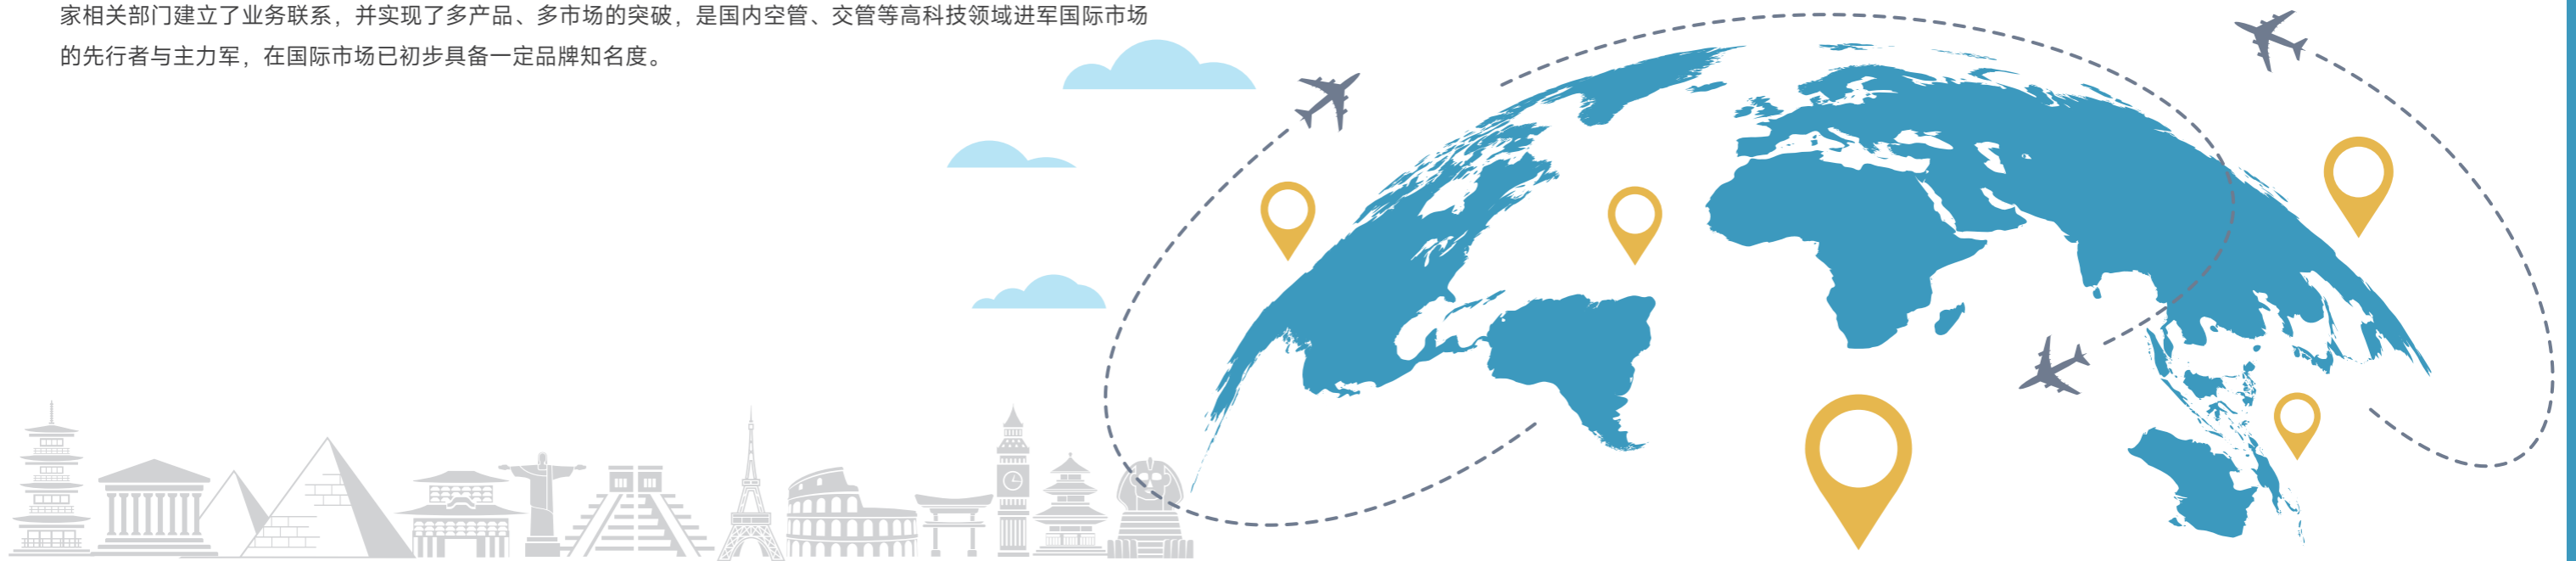 家相关部门建立了业务联系，并实现了多产品、多市场的突破，是国内空管、交管等高科技领域进军国际市场
的先行者与主力军，在国际市场已初步具备一定品牌知名度。